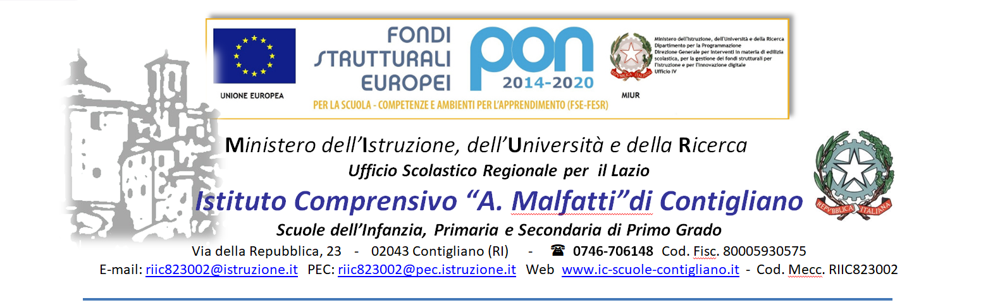 FONDI
STRUTTURALI
EUROPEI
pon
2014-2020
UNIONE EUROPEA
PER LA SCUOLA - COMPETENZE E AMBIENTI PER L'APPRENDIMENTO (FSE-FESR)
REPVBBLICA ITALIANA
MIUR
Ministero dell'Istruzione, dell'Università e della Ricerca
Dipartimento per la Programmazione
Direzione Generale per interventi in materia di edilizia
scolastica, per la gestione dei fondi strutturali per
l'istruzione e per l'innovazione digitale
Ufficio IV
Ministero dell'Istruzione, dell'Università e della Ricerca
Ufficio Scolastico Regionale per il Lazio
Istituto Comprensivo “A. Malfatti”di Contigliano
Scuole dell'Infanzia, Primaria e Secondaria di Primo Grado
REPVBBLICA ITALIANA
Via della Repubblica, 23 - 02043 Contigliano (RI) - ☎ 0746-706148 Cod. Fisc. 80005930575
E-mail: riic823002@istruzione.it PEC: riic823002@pec.istruzione.it Web www.ic-scuole-contigliano.it - Cod. Mecc. RIIC823002